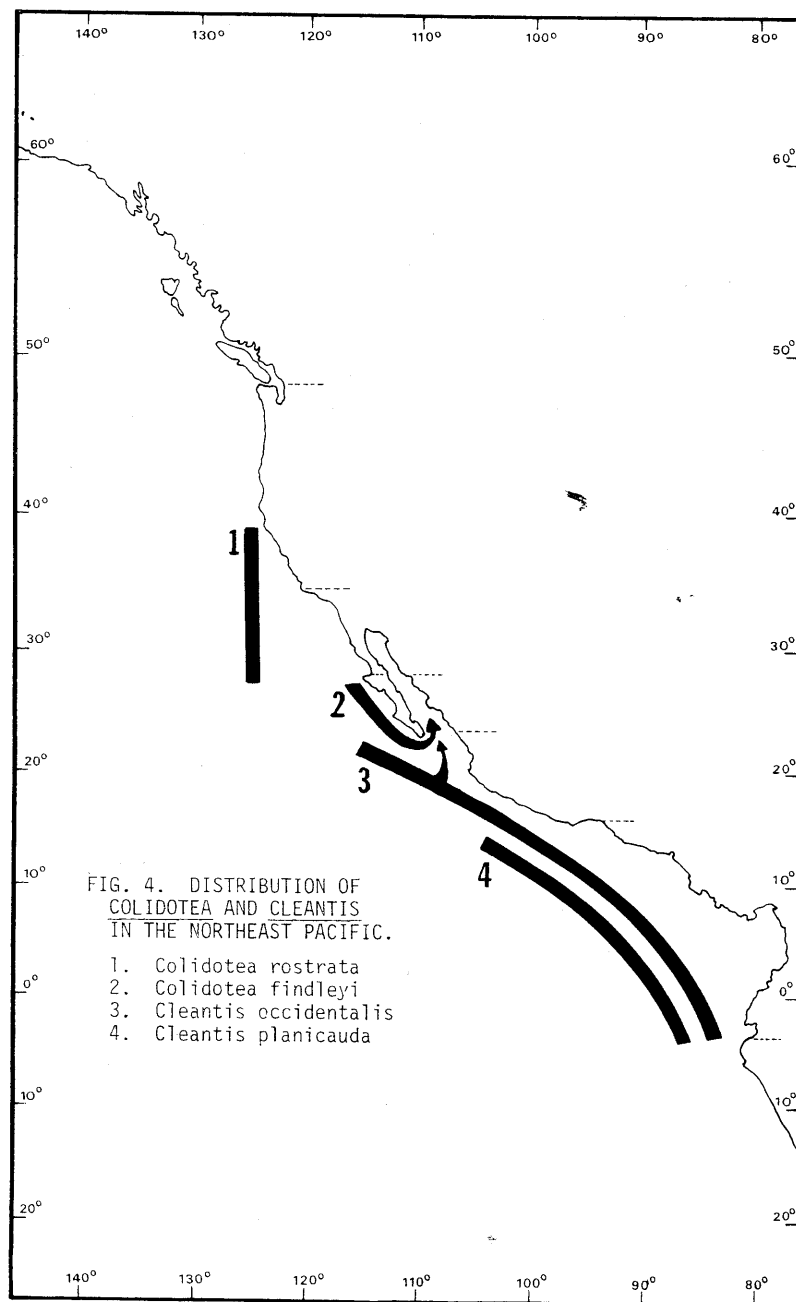 140° 130° 120° 110° 100° 90° 80°
60° 60°
50° 50°
40° 40°
1
30° 30°
2
3
20° 20°
4
10° 10°
FIG. 4. DISTRIBUTION OF
COLIDOTEA AND CLEANTIS
IN THE NORTHEAST PACIFIC.
1. Colidotea rostrata
0° 0°
2. Colidotea findleyi
3. Cleantis occidentalis
4. Cleantis planicauda
10° 10°
20° 20°
140° 130° 120° 110° 100° 90° 80°